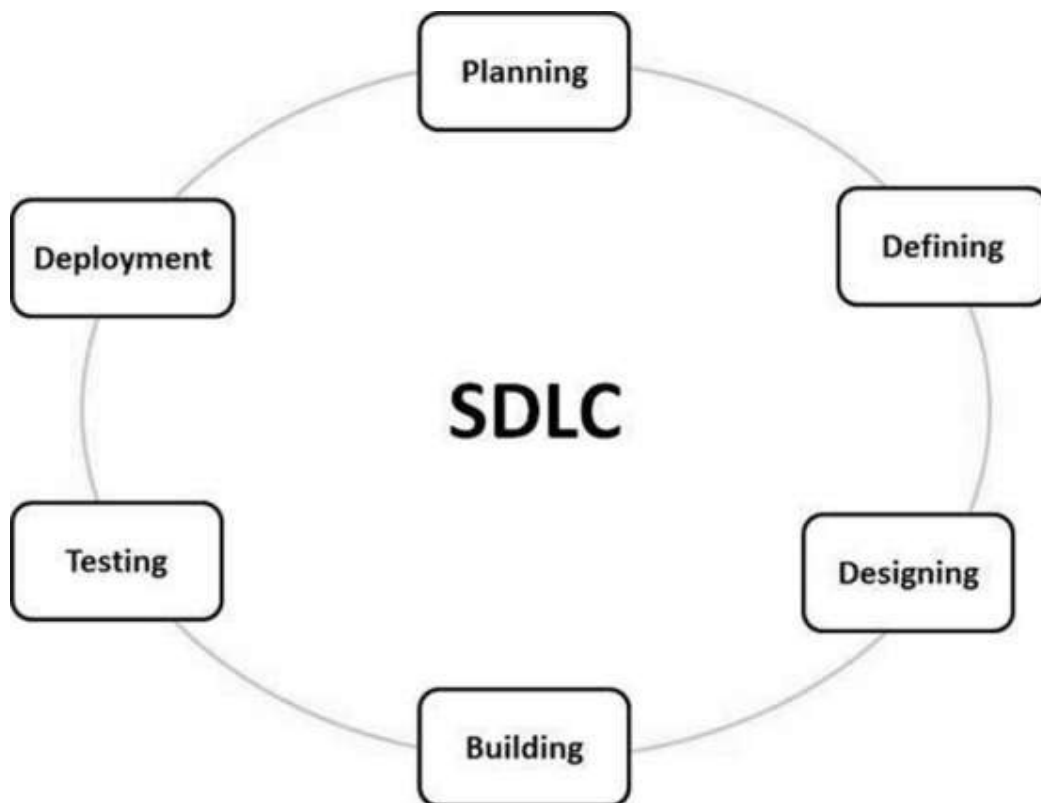 Planning
Deployment
Defining
SDLC
Testing
Designing
Building